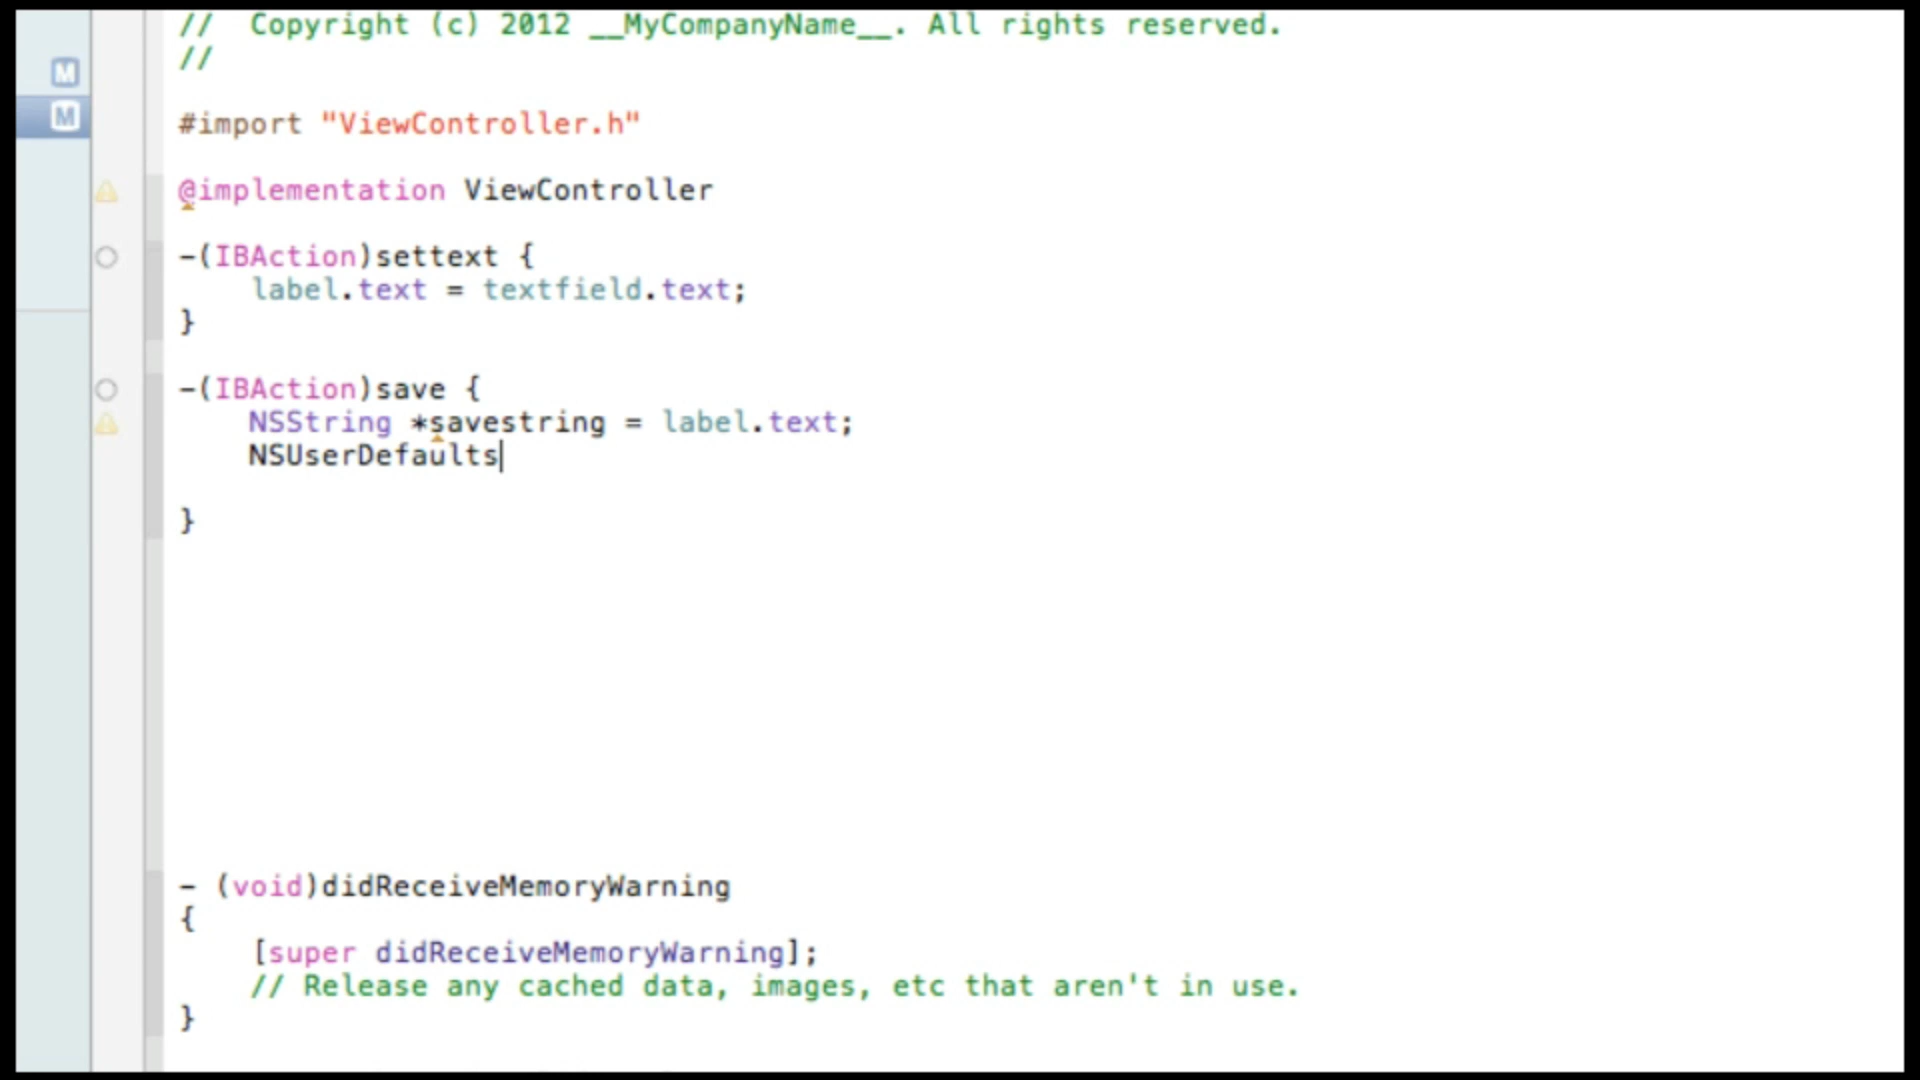 //  Copyright (c) 2012 __MyCompanyName__. All rights reserved.
//
M
M
#import "ViewController.h"
@implementation ViewController
-(IBAction)settext {
    label.text = textfield.text;
}
-(IBAction)save {
    NSString *savestring = label.text;
    NSUserDefaults
}
- (void)didReceiveMemoryWarning
{
    [super didReceiveMemoryWarning];
    // Release any cached data, images, etc that aren't in use.
}